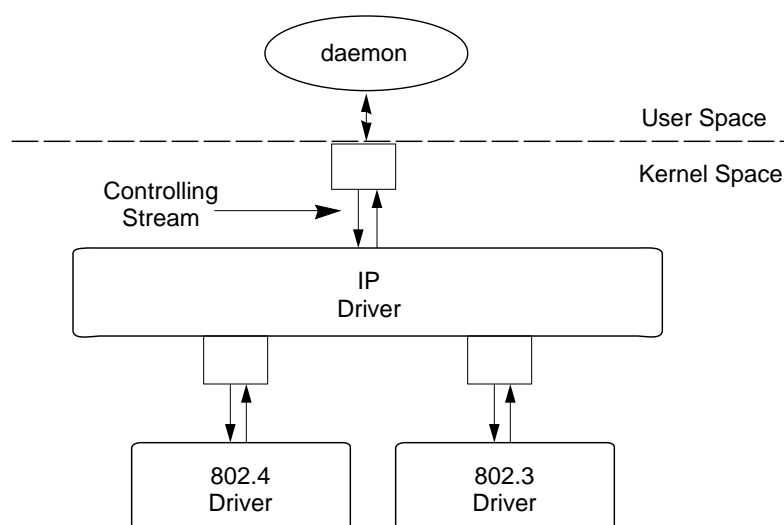 daemon
User Space
Kernel Space
Controlling
Stream
IP
Driver
802.4
Driver
802.3
Driver